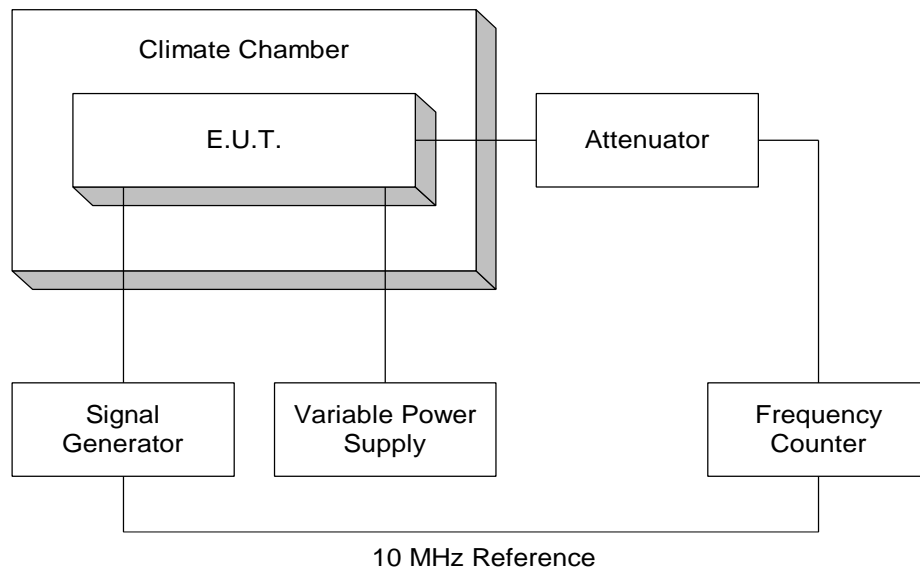 Climate Chamber
E.U.T.
Attenuator
Signal
Generator
Variable Power
Supply
Frequency
Counter
10 MHz Reference